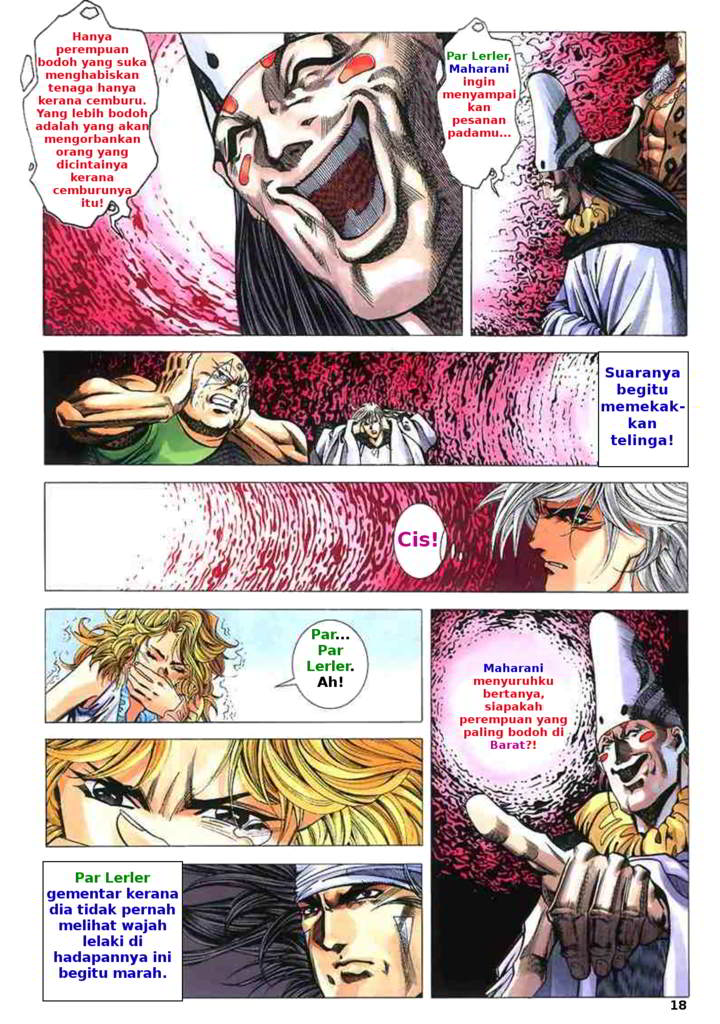 Hanya
perempuan
bodoh yang suka
menghabiskan
tenaga hanya
kerana cemburu.
Yang lebih bodoh
adalah yang akan
mengorbankan
orang yang
dicintainya
kerana
cemburunya
itu!
Par Lerler,
Maharani
ingin
menyampai
kan
pesanan
padamu...
Suaranya
begitu
memekak-
kan
telinga!
Cis!
Par...
Par
Lerler.
Ah!
Maharani
menyuruhku
bertanya,
siapakah
perempuan yang
paling bodoh di
Barat?!
Par Lerler
gementar kerana
dia tidak pernah
melihat wajah
lelaki di
hadapannya ini
begitu marah.
18